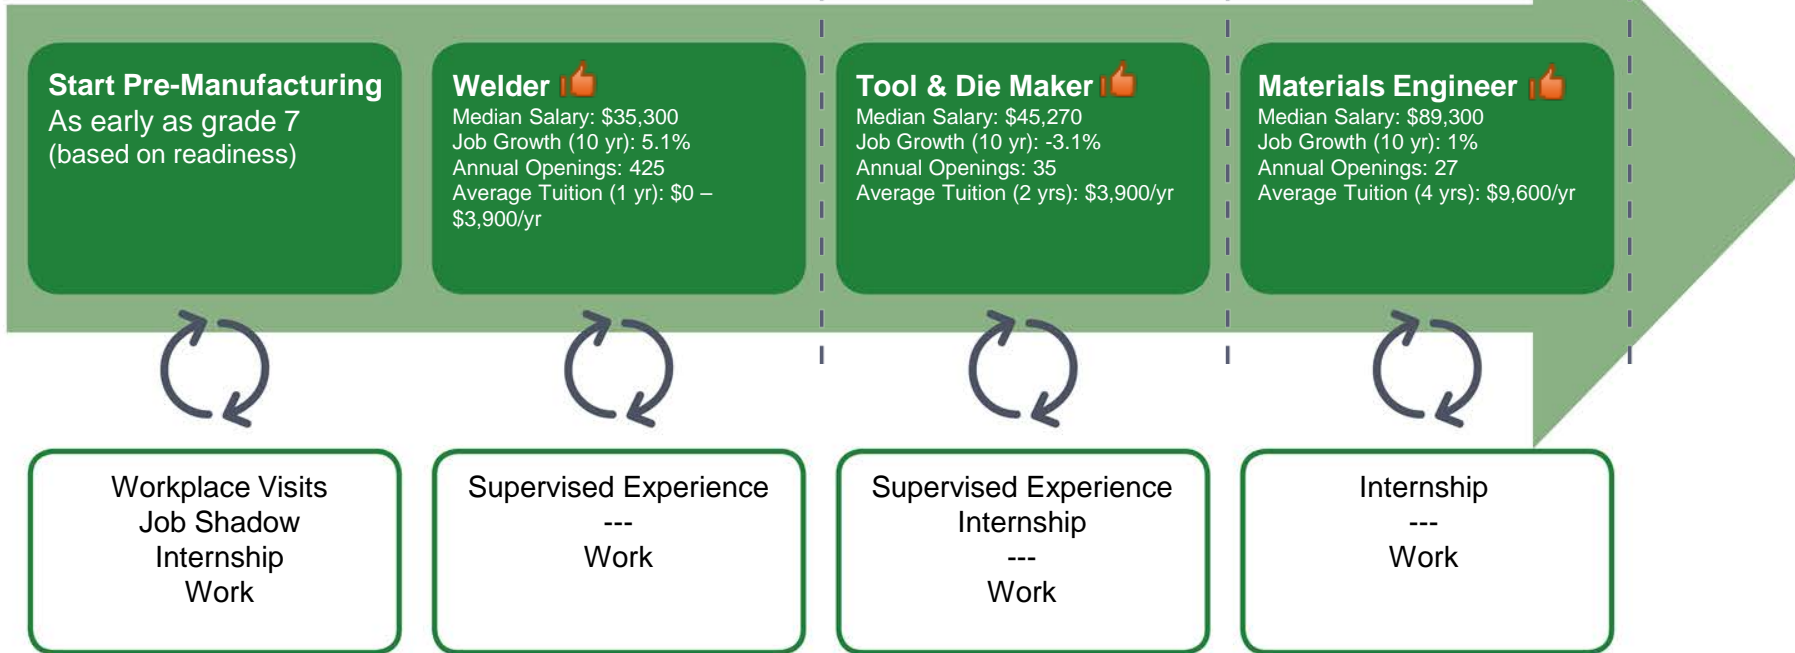 Start Pre-Manufacturing
As early as grade 7
(based on readiness)
Welder
Median Salary: $35,300
Job Growth (10 yr): 5.1%
Annual Openings: 425
Average Tuition (1 yr): $0 –
$3,900/yr
Tool & Die Maker
Median Salary: $45,270
Job Growth (10 yr): -3.1%
Annual Openings: 35
Average Tuition (2 yrs): $3,900/yr
Materials Engineer
Median Salary: $89,300
Job Growth (10 yr): 1%
Annual Openings: 27
Average Tuition (4 yrs): $9,600/yr
Workplace Visits
Job Shadow
Internship
Work
Supervised Experience
---
Work
Supervised Experience
Internship
---
Work
Internship
---
Work